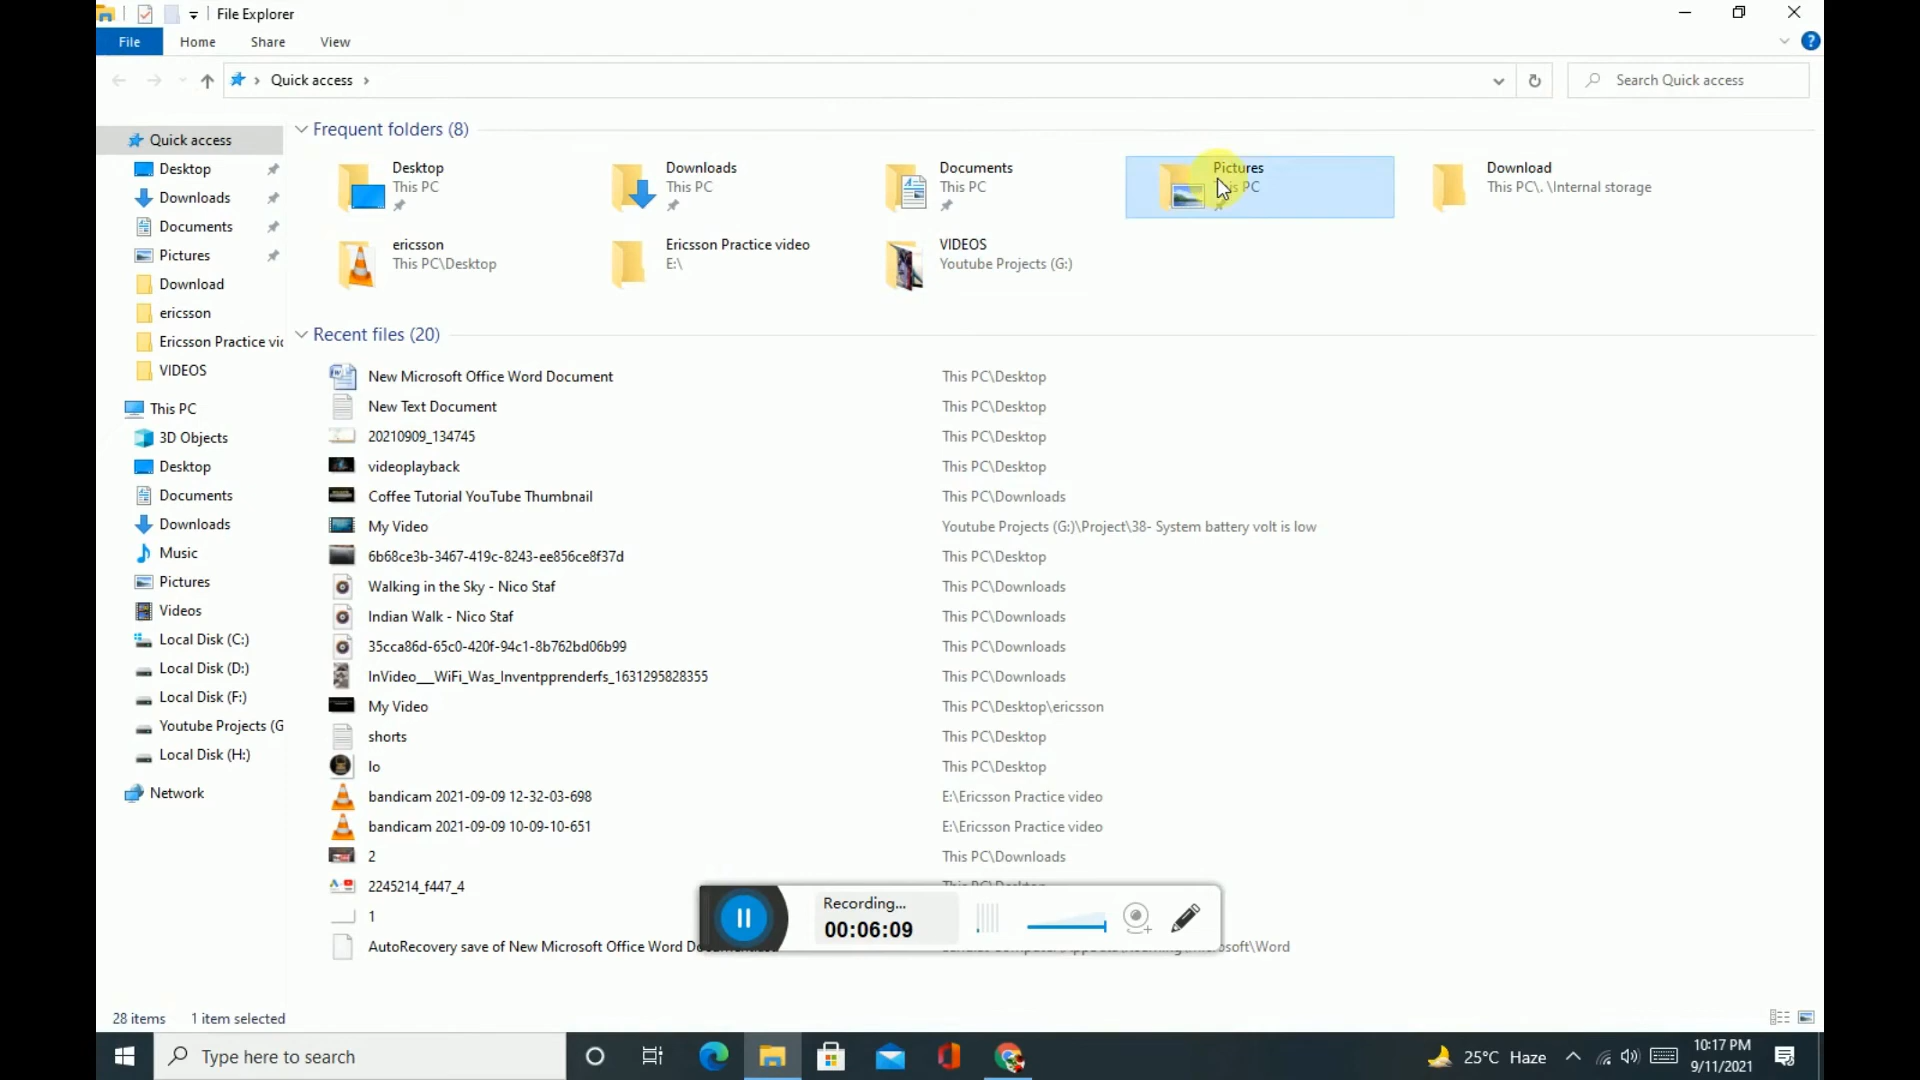 File Explorer
File Home Share View
Quick access
Search Quick access
Quick access
Desktop
Downloads
Documents
Pictures
Download
ericsson
Ericsson Practice vic
VIDEOS
This PC
3D Objects
Desktop
Documents
Downloads
Music
Pictures
Videos
Local Disk (C:)
Local Disk (D:)
Local Disk (F:)
Youtube Projects (G
Local Disk (H:)
Network
Frequent folders (8)
Desktop
This PC
Downloads
This PC
Documents
This PC
Pictures
This PC
Download
This PC\. \Internal storage
ericsson
This PC\Desktop
Ericsson Practice video
E:\
VIDEOS
Youtube Projects (G:)
Recent files (20)
New Microsoft Office Word Document This PC\Desktop
New Text Document This PC\Desktop
20210909_134745 This PC\Desktop
videoplayback This PC\Desktop
Coffee Tutorial YouTube Thumbnail This PC\Downloads
My Video Youtube Projects (G:)\Project\38- System battery volt is low
6b68ce3b-3467-419c-8243-ee856ce8f37d This PC\Desktop
Walking in the Sky - Nico Staf This PC\Downloads
Indian Walk - Nico Staf This PC\Downloads
35cca86d-65c0-420f-94c1-8b762bd06b99 This PC\Downloads
InVideo___WiFi_Was_Inventpprenderfs_1631295828355 This PC\Downloads
My Video This PC\Desktop\ericsson
shorts This PC\Desktop
lo This PC\Desktop
bandicam 2021-09-09 12-32-03-698 E:\Ericsson Practice video
bandicam 2021-09-09 10-09-10-651 E:\Ericsson Practice video
2 This PC\Downloads
2245214_f447_4 This PC\Desktop
1
AutoRecovery save of New Microsoft Office Word
Recording...
00:06:09
28 items 1 item selected
Type here to search
25°C Haze
10:17 PM
9/11/2021